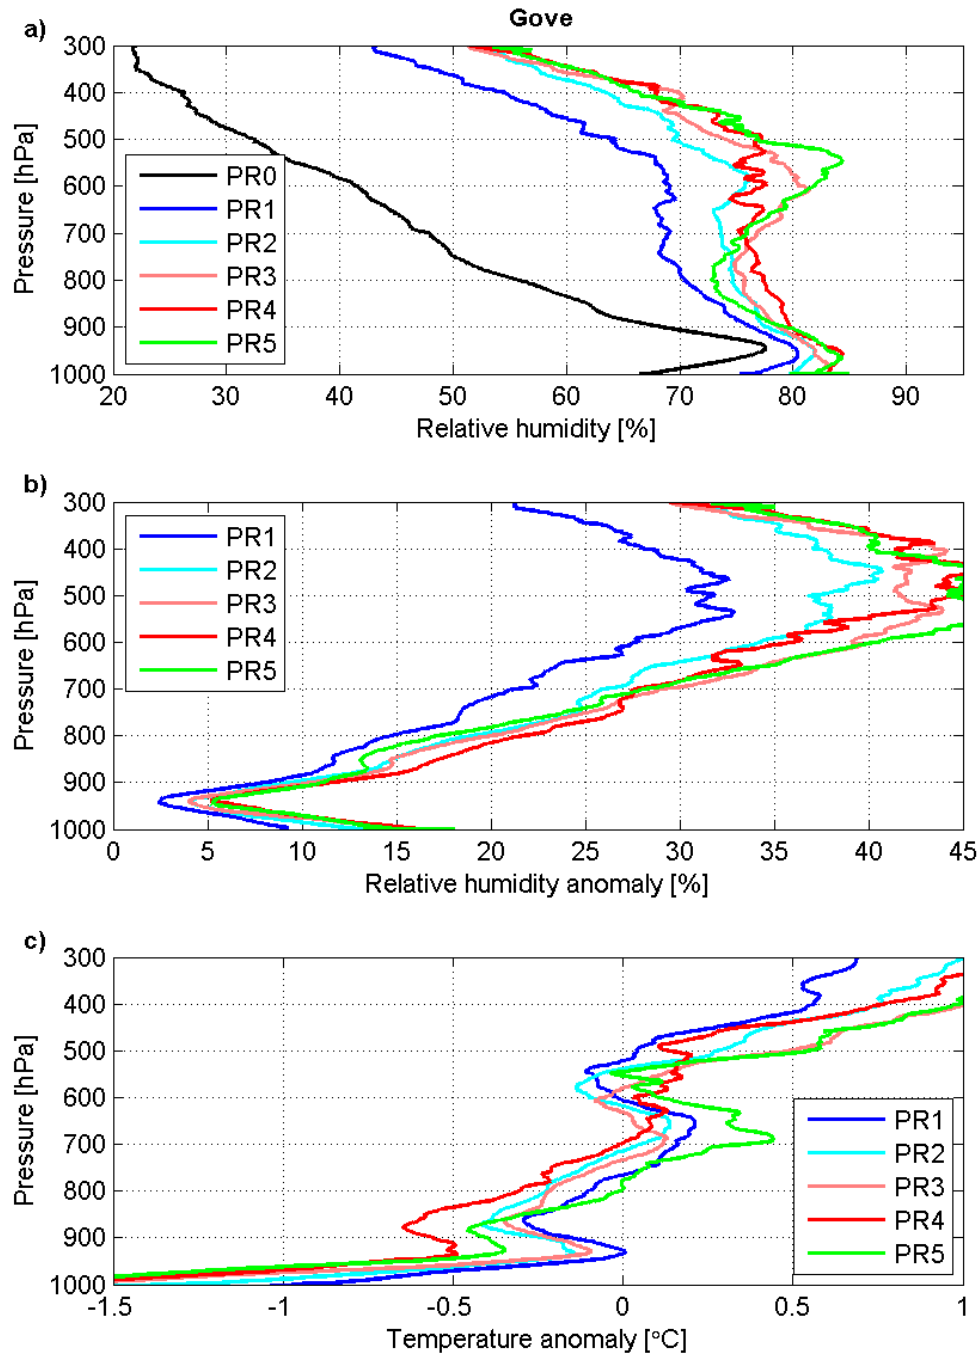 Gove
a)
300
400
500
600
700
800
900
1000
Pressure [hPa]
PR0
PR1
PR2
PR3
PR4
PR5
20 30 40 50 60 70 80 90
Relative humidity [%]
b)
300
400
500
600
700
800
900
1000
Pressure [hPa]
PR1
PR2
PR3
PR4
PR5
0 5 10 15 20 25 30 35 40 45
Relative humidity anomaly [%]
c)
300
400
500
600
700
800
900
1000
Pressure [hPa]
PR1
PR2
PR3
PR4
PR5
-1.5 -1 -0.5 0 0.5 1
Temperature anomaly [°C]